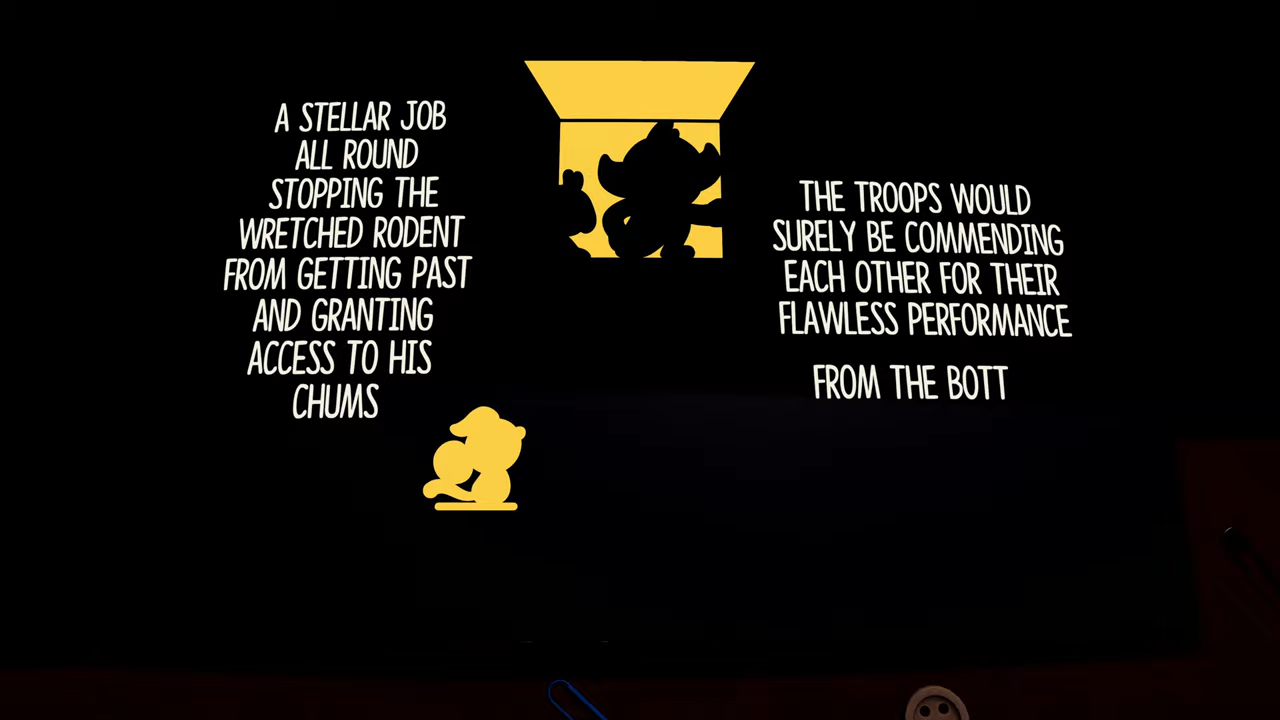 A STELLAR JOB
ALL ROUND
STOPPING THE
WRETCHED RODENT
FROM GETTING PAST
AND GRANTING
ACCESS TO HIS
CHUMS
THE TROOPS WOULD
SURELY BE COMMENDING
EACH OTHER FOR THEIR
FLAWLESS PERFORMANCE
FROM THE BOTT